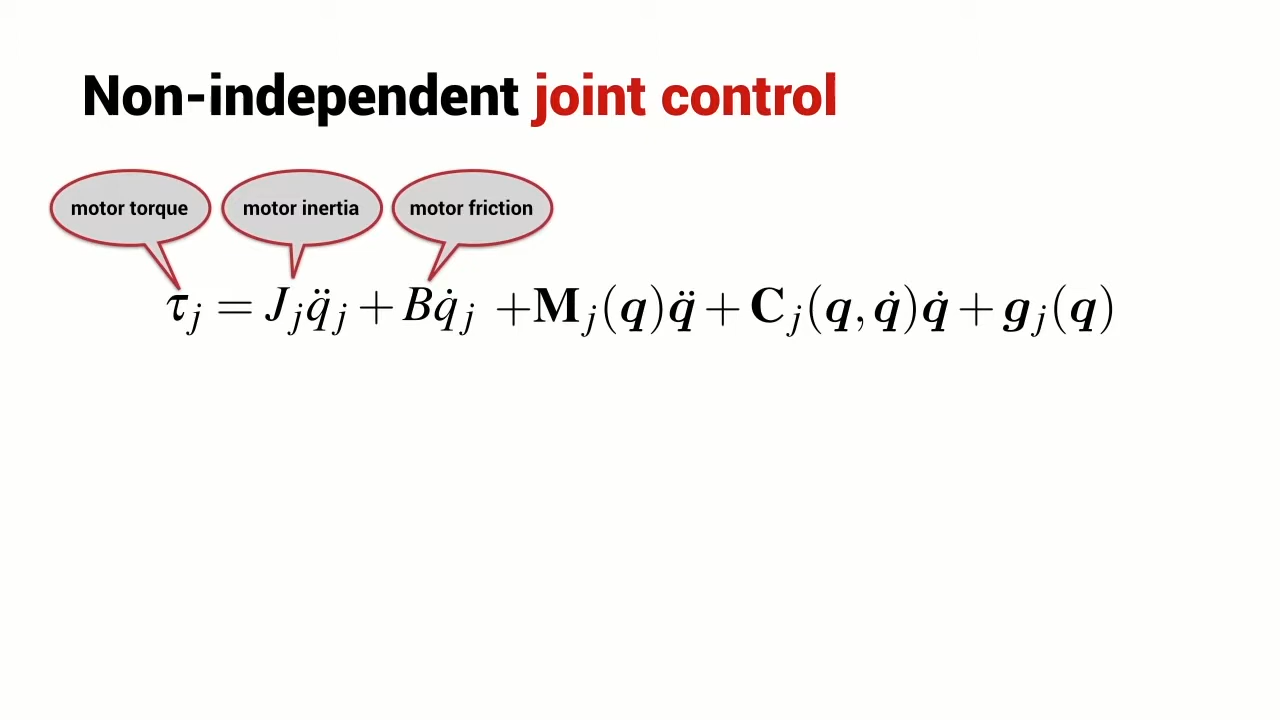 Non-independent joint control
motor torque motor inertia motor friction
τ_j = J_j q̈_j + B q̇_j + M_j(q)q̈ + C_j(q, q̇)q̇ + g_j(q)